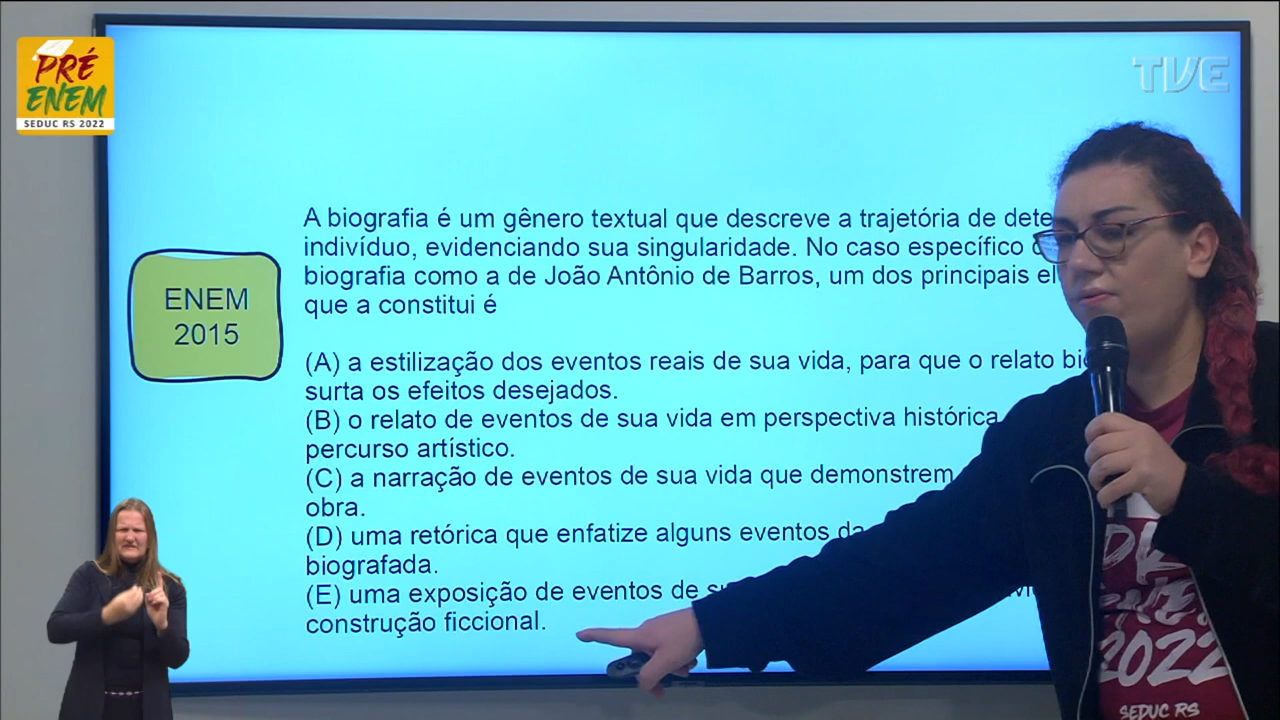 PRÉ
ENEM
SEDUC RS 2022
TVE
ENEM
2015
A biografia é um gênero textual que descreve a trajetória de
indivíduo, evidenciando sua singularidade. No caso específico
biografia como a de João Antônio de Barros, um dos principais
que a constitui é
(A) a estilização dos eventos reais de sua vida, para que o relato
surta os efeitos desejados.
(B) o relato de eventos de sua vida em perspectiva histórica
percurso artístico.
(C) a narração de eventos de sua vida que demonstrem
obra.
(D) uma retórica que enfatize alguns eventos
biografada.
(E) uma exposição de eventos de
construção ficcional.
2022
SEDUC RS